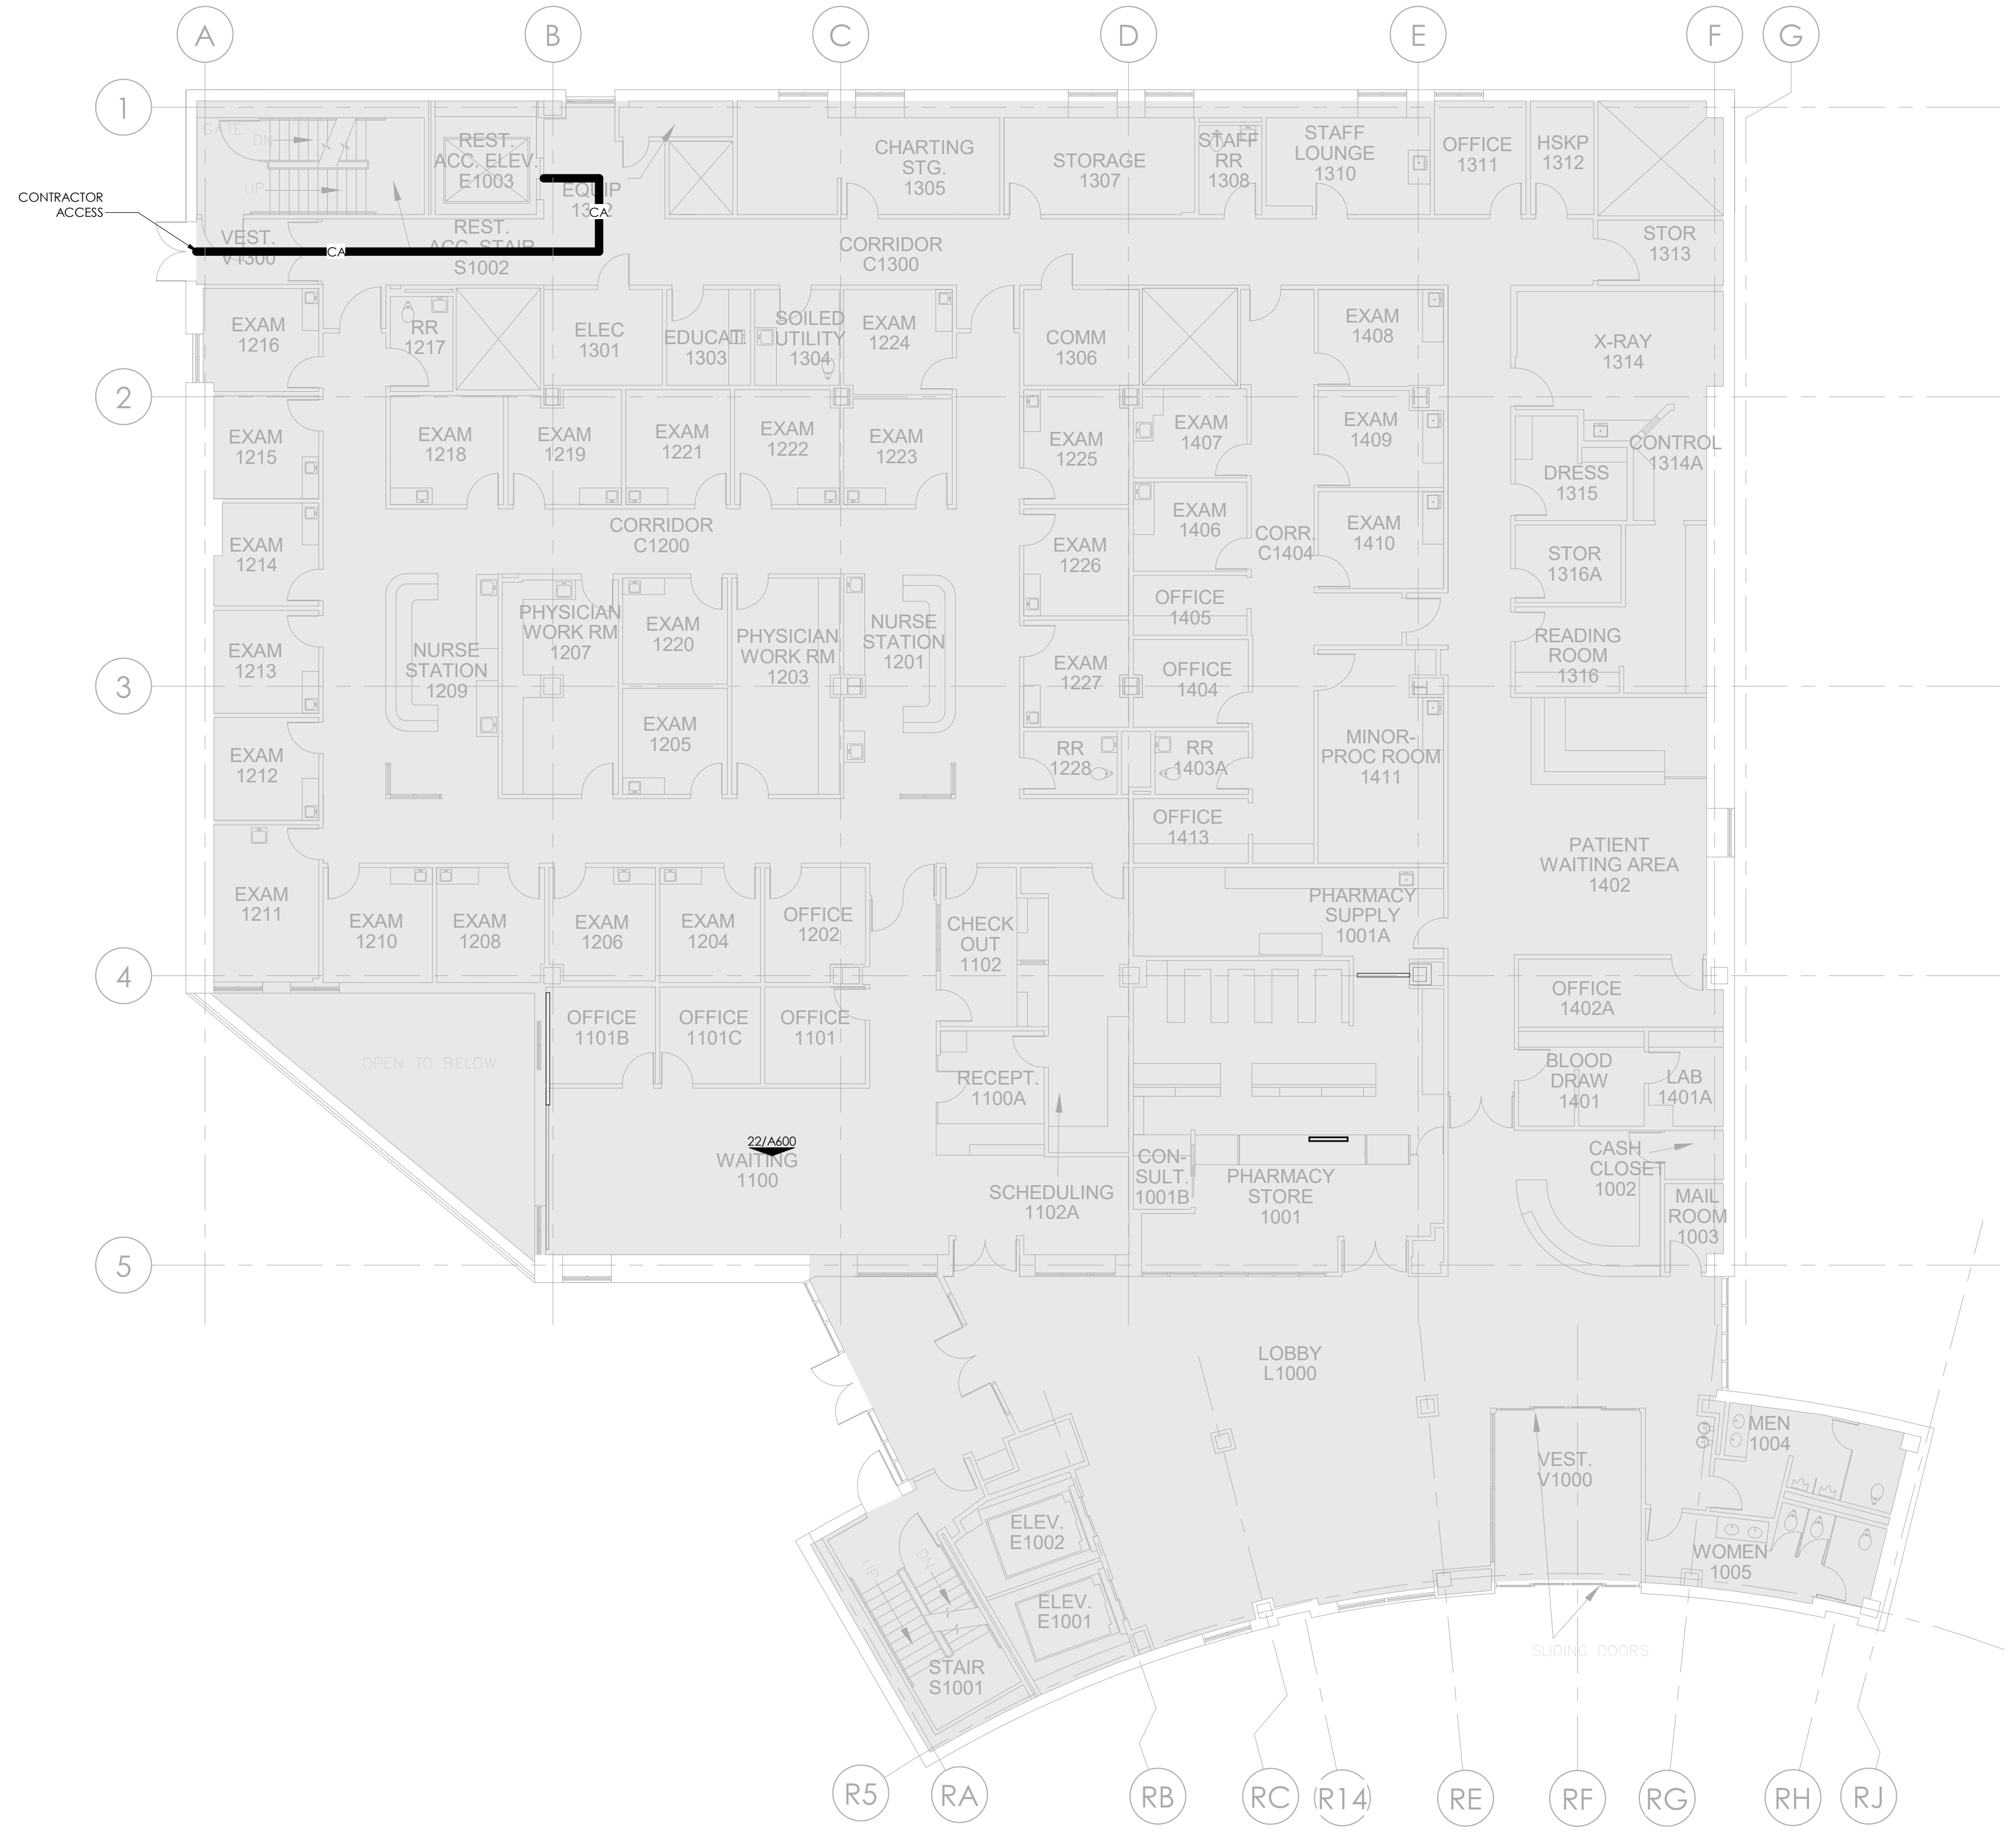 A
B
C
D
E
F
G
1
GATE
DN
UP
REST.
ACC. ELEV.
E1003
EQUIP
CA
CHARTING
STG.
1305
STORAGE
1307
STAFF
RR
1308
STAFF
LOUNGE
1310
OFFICE
1311
HSKP
1312
CONTRACTOR
ACCESS
VEST.
V1300
CA
REST.
ACC. STAIR
S1002
CORRIDOR
C1300
STOR
1313
EXAM
1216
RR
1217
ELEC
1301
EDUCAT.
1303
SOILED
UTILITY
1304
EXAM
1224
COMM
1306
EXAM
1408
X-RAY
1314
2
EXAM
1215
EXAM
1218
EXAM
1219
EXAM
1221
EXAM
1222
EXAM
1223
EXAM
1225
EXAM
1407
EXAM
1409
DRESS
1315
CONTROL
1314A
EXAM
1214
CORRIDOR
C1200
EXAM
1226
EXAM
1406
CORR.
C1404
EXAM
1410
STOR
1316A
EXAM
1213
NURSE
STATION
1209
PHYSICIAN
WORK RM
1207
EXAM
1220
PHYSICIAN
WORK RM
1203
NURSE
STATION
1201
EXAM
1227
OFFICE
1405
OFFICE
1404
READING
ROOM
1316
3
EXAM
1212
EXAM
1205
RR
1228
RR
1403A
MINOR-
PROC ROOM
1411
OFFICE
1413
PATIENT
WAITING AREA
1402
EXAM
1211
EXAM
1210
EXAM
1208
EXAM
1206
EXAM
1204
OFFICE
1202
CHECK
OUT
1102
PHARMACY
SUPPLY
1001A
4
OFFICE
1402A
OPEN TO BELOW
OFFICE
1101B
OFFICE
1101C
OFFICE
1101
RECEPT.
1100A
BLOOD
DRAW
1401
LAB
1401A
22/A600
WAITING
1100
SCHEDULING
1102A
CON-
SULT.
1001B
PHARMACY
STORE
1001
CASH
CLOSET
1002
MAIL
ROOM
1003
5
LOBBY
L1000
VEST.
V1000
MEN
1004
WOMEN
1005
ELEV.
E1002
ELEV.
E1001
UP
DN
STAIR
S1001
SLIDING DOORS
R5
RA
RB
RC
R14
RE
RF
RG
RH
RJ